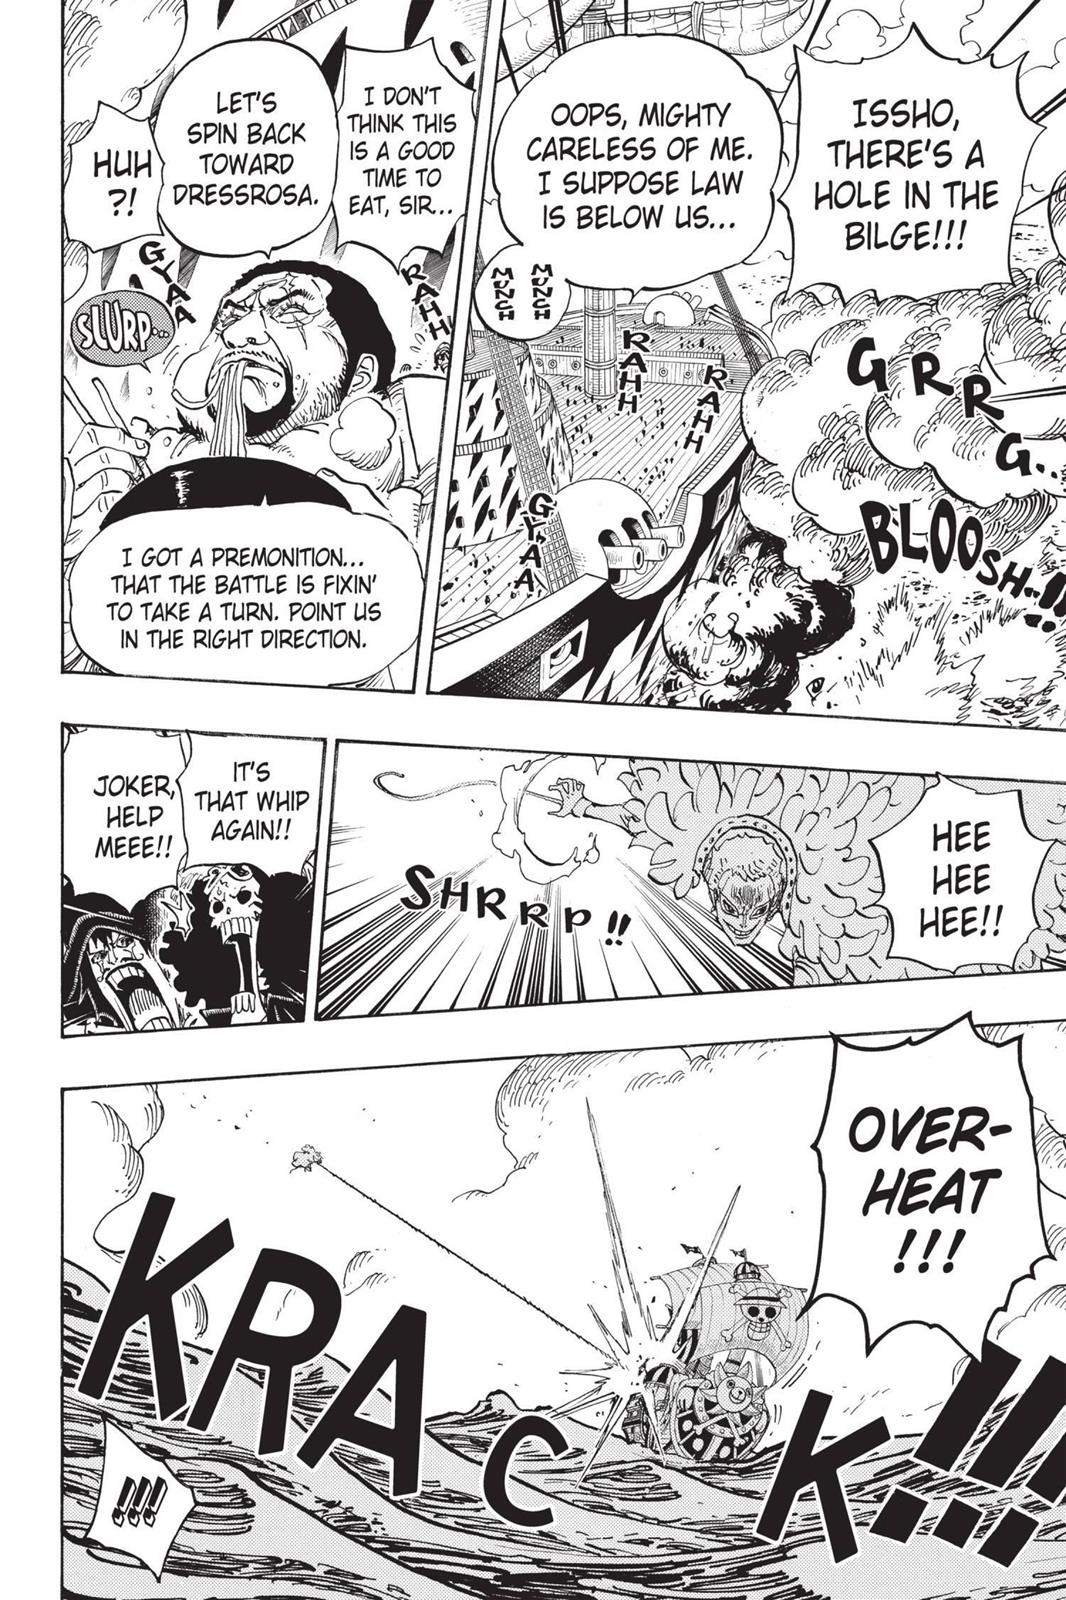 ISSHO,
THERE'S A
HOLE IN THE
BILGE!!!
OOPS, MIGHTY
CARELESS OF ME.
I SUPPOSE LAW
IS BELOW US...
MUNCH
MUNCH
GRRG..
RAHH
RAHH
GYAA
BLOOSH..!!
I DON'T
THINK THIS
IS A GOOD
TIME TO
EAT, SIR...
LET'S
SPIN BACK
TOWARD
DRESSROSA.
HUH
?!
RAHH
GYAA
SLURP...
I GOT A PREMONITION...
THAT THE BATTLE IS FIXIN'
TO TAKE A TURN. POINT US
IN THE RIGHT DIRECTION.
HEE
HEE
HEE!!
SHRRP!!
IT'S
THAT WHIP
AGAIN!!
JOKER,
HELP
MEEE!!
OVER-
HEAT
!!!
KRACK!!!
!!!